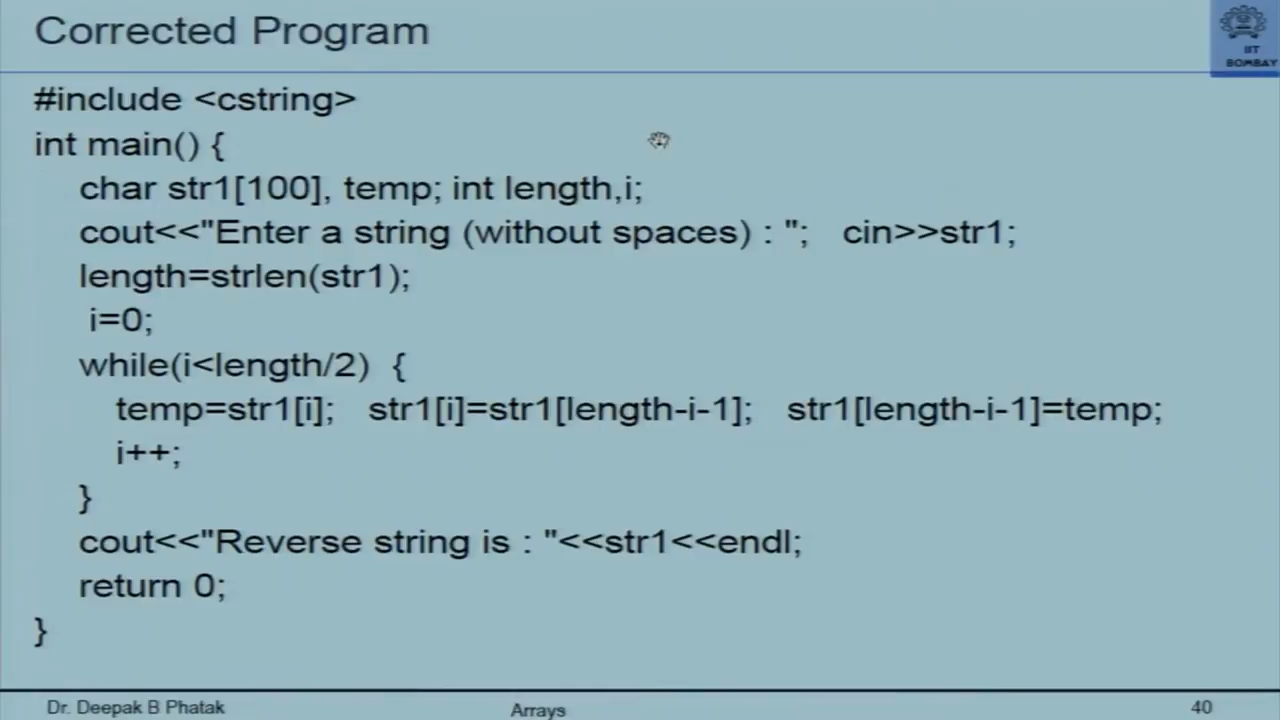 Corrected Program
IIT
BOMBAY
#include <cstring>
int main() {
char str1[100], temp; int length,i;
cout<<"Enter a string (without spaces) : "; cin>>str1;
length=strlen(str1);
i=0;
while(i<length/2) {
temp=str1[i]; str1[i]=str1[length-i-1]; str1[length-i-1]=temp;
i++;
}
cout<<"Reverse string is : "<<str1<<endl;
return 0;
}
Dr. Deepak B Phatak
Arrays
40